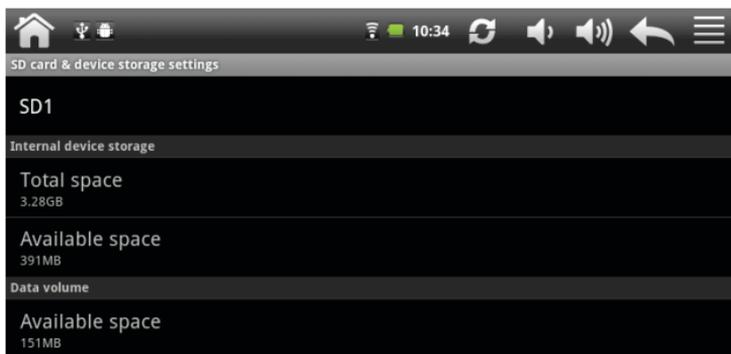 10:34
SD card & device storage settings
SD1
Internal device storage
Total space
3.28GB
Available space
391MB
Data volume
Available space
151MB